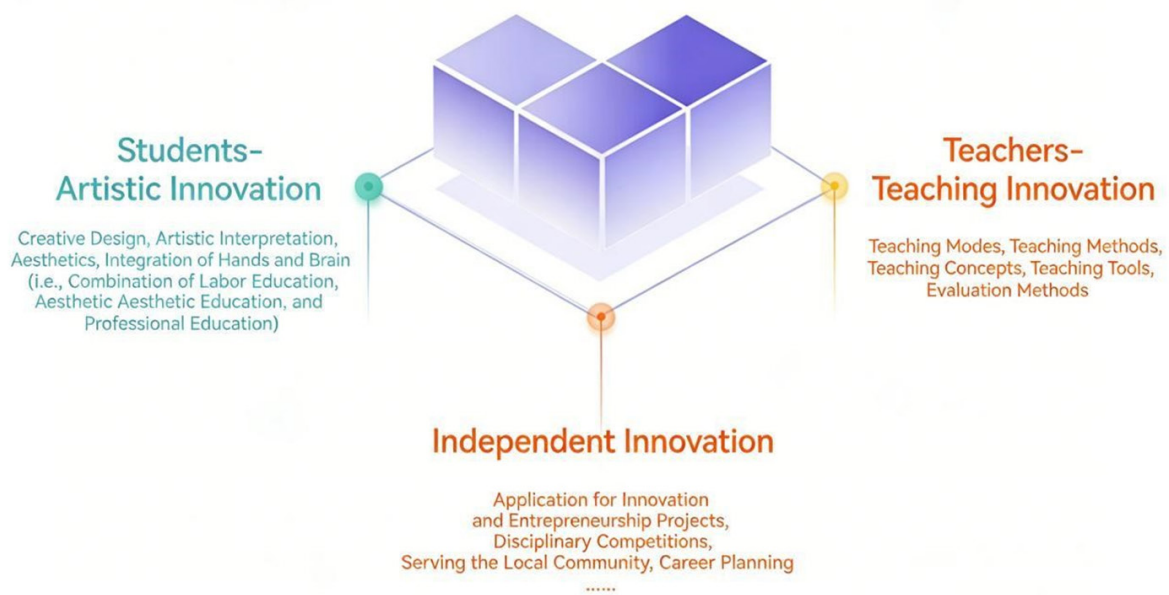 Students-
Artistic Innovation
Creative Design, Artistic Interpretation,
Aesthetics, Integration of Hands and Brain
(i.e., Combination of Labor Education,
Aesthetic Aesthetic Education, and
Professional Education)
Teachers-
Teaching Innovation
Teaching Modes, Teaching Methods,
Teaching Concepts, Teaching Tools,
Evaluation Methods
Independent Innovation
Application for Innovation
and Entrepreneurship Projects,
Disciplinary Competitions,
Serving the Local Community, Career Planning
......